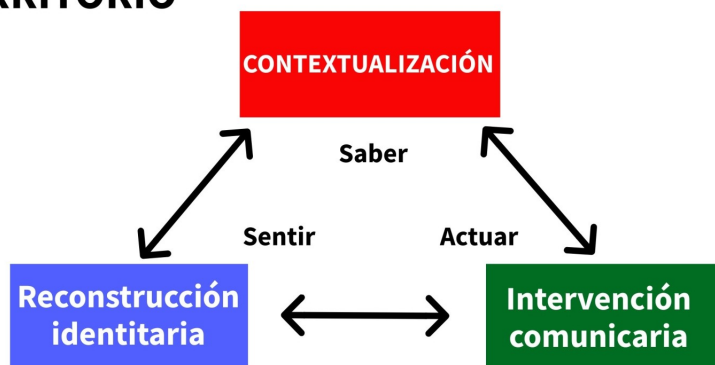 CONTEXTUALIZACIÓN
Saber
Sentir
Actuar
Reconstrucción
identitaria
Intervención
comunicaria